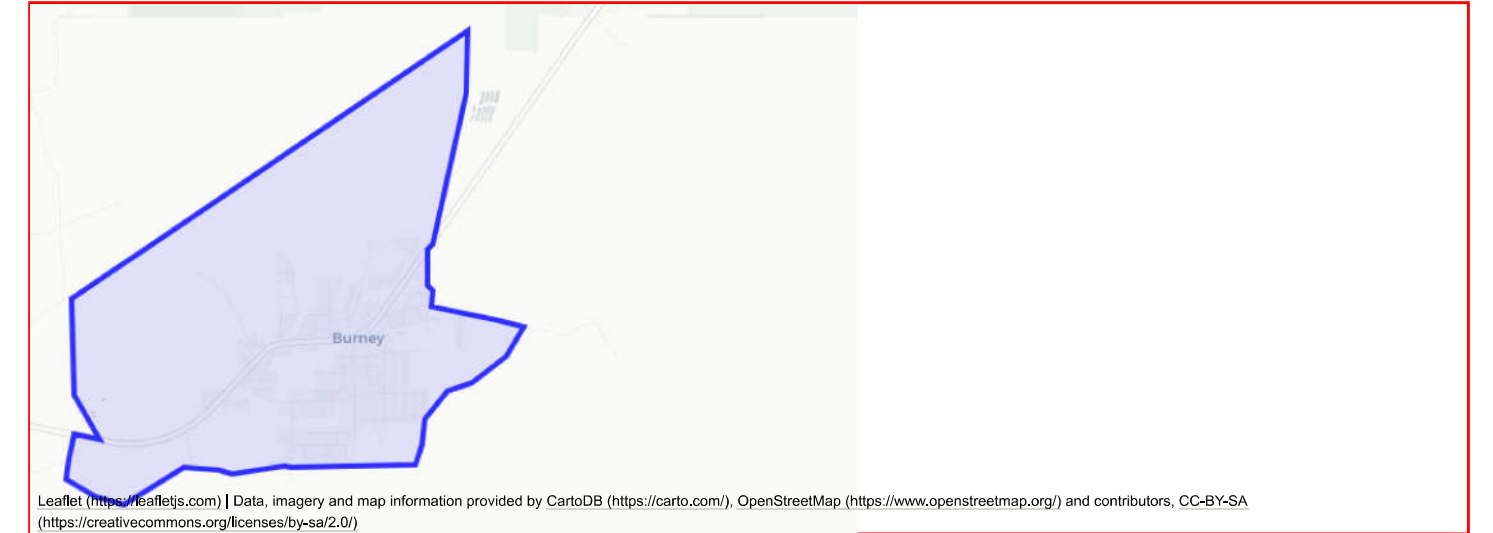 Burney
Leaflet (https://leafletjs.com) | Data, imagery and map information provided by CartoDB (https://carto.com/), OpenStreetMap (https://www.openstreetmap.org/) and contributors, CC-BY-SA
(https://creativecommons.org/licenses/by-sa/2.0/)